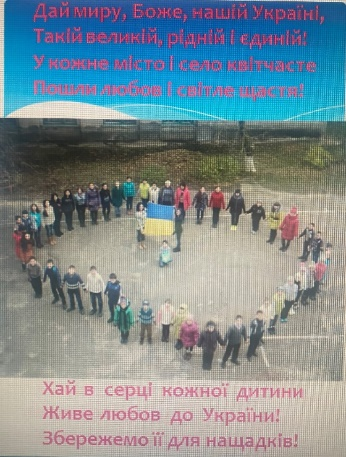 Дай миру, Боже, нашій Україні,
Такій великій, рідній і єдиній!
У кожне місто і село квітчасте
Пошли любов і світле щастя!
Хай в серці кожної дитини
Живе любов до України!
Збережемо її для нащадків!